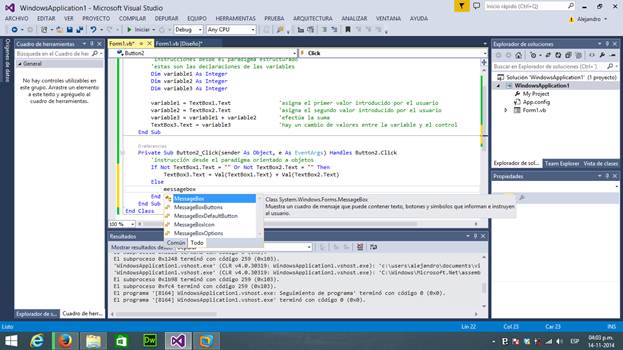 WindowsApplication1 - Microsoft Visual Studio
Alejandro
ARCHIVO EDITAR VER PROYECTO COMPILAR DEPURAR EQUIPO HERRAMIENTAS PRUEBA ARQUITECTURA ANALIZAR VENTANA AYUDA
Iniciar Debug Any CPU
Orígenes de datos
Cuadro de herramientas
Buscar en Cuadro de herramientas
General
No hay controles utilizables en este grupo. Arrastre un elemento a este texto y agréguelo al cuadro de herramientas.
Form1.vb* Form1.vb [Diseño]*
Button2 Click
'instrucciones desde el paradigma estructurado
'estas son las declaraciones de las variables
Dim variable1 As Integer
Dim variable2 As Integer
Dim variable3 As Integer
variable1 = TextBox1.Text 'asigna el primer valor introducido por el usuario
variable2 = TextBox2.Text 'asigna el segundo valor introducido por el usuario
variable3 = variable1 + variable2 'efectúa la suma
TextBox3.Text = variable3 'hay un cambio de valores entre la variable y el control
End Sub
0 referencias
Private Sub Button2_Click(sender As Object, e As EventArgs) Handles Button2.Click
'instrucción desde el paradigma orientado a objetos
If Not TextBox1.Text = "" Or Not TextBox2.Text = "" Then
TextBox3.Text = Val(TextBox1.Text) + Val(TextBox2.Text)
Else
messagebox
End
End Sub
End Class
MessageBox
MessageBoxButtons
MessageBoxDefaultButton
MessageBoxIcon
MessageBoxOptions
Común Todo
Class System.Windows.Forms.MessageBox
Muestra un cuadro de mensaje que puede contener texto, botones y símbolos que informan e instruyen al usuario.
100 %
Resultados
Mostrar resultados desde:
El subproceso 0x1248 terminó con código 259 (0x103).
'WindowsApplication1.vshost.exe' (CLR v4.0.30319: WindowsApplication1.vshost.exe): 'c:\users\alejandro\documents\vi
'WindowsApplication1.vshost.exe' (CLR v4.0.30319: WindowsApplication1.vshost.exe): 'C:\Windows\Microsoft.Net\assemb
El subproceso 0x1b98 terminó con código 259 (0x103).
El subproceso 0xfc4 terminó con código 259 (0x103).
El programa '[8164] WindowsApplication1.vshost.exe: Seguimiento de programa' terminó con código 0 (0x0).
El programa '[8164] WindowsApplication1.vshost.exe' terminó con código 0 (0x0).
Explorador de soluciones
Buscar en Explorador de soluciones
Solución 'WindowsApplication1' (1 proyecto)
WindowsApplication1
My Project
App.config
Form1.vb
Explorador de sol... Team Explorer Vista de clases
Propiedades
Explorador de s... Cuadro de herr...
Listo Lín 22 Col 23 Car 23 INS
Dw
ESP 04:03 p.m.
14-11-2014